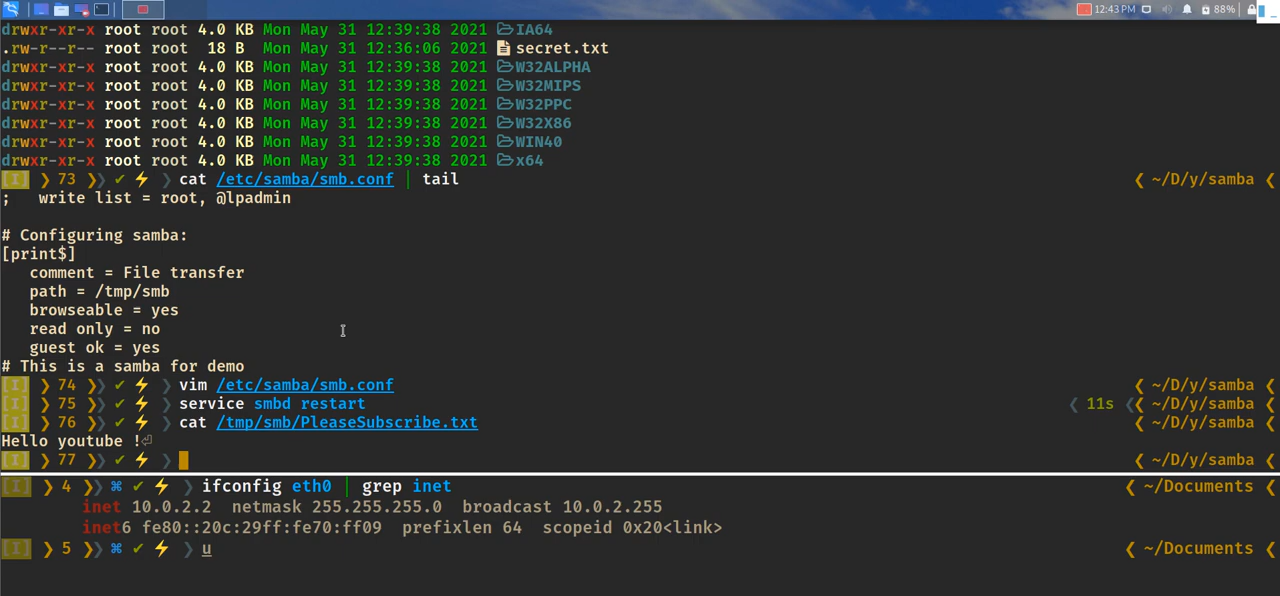 12:43 PM 88%
drwxr-xr-x root root 4.0 KB Mon May 31 12:39:38 2021 IA64
.rw-r--r-- root root 18 B Mon May 31 12:36:06 2021 secret.txt
drwxr-xr-x root root 4.0 KB Mon May 31 12:39:38 2021 W32ALPHA
drwxr-xr-x root root 4.0 KB Mon May 31 12:39:38 2021 W32MIPS
drwxr-xr-x root root 4.0 KB Mon May 31 12:39:38 2021 W32PPC
drwxr-xr-x root root 4.0 KB Mon May 31 12:39:38 2021 W32X86
drwxr-xr-x root root 4.0 KB Mon May 31 12:39:38 2021 WIN40
drwxr-xr-x root root 4.0 KB Mon May 31 12:39:38 2021 x64
[I] ❯ 73 ❯❯ ✔ ⚡ ❯ cat /etc/samba/smb.conf | tail ❮ ~/D/y/samba ❮
;   write list = root, @lpadmin
# Configuring samba:
[print$]
   comment = File transfer
   path = /tmp/smb
   browseable = yes
   read only = no
   guest ok = yes
# This is a samba for demo
[I] ❯ 74 ❯❯ ✔ ⚡ ❯ vim /etc/samba/smb.conf ❮ ~/D/y/samba ❮
[I] ❯ 75 ❯❯ ✔ ⚡ ❯ service smbd restart ❮ 11s ❮❮ ~/D/y/samba ❮
[I] ❯ 76 ❯❯ ✔ ⚡ ❯ cat /tmp/smb/PleaseSubscribe.txt ❮ ~/D/y/samba ❮
Hello youtube !⏎
[I] ❯ 77 ❯❯ ✔ ⚡ ❯ ❮ ~/D/y/samba ❮
[I] ❯ 4 ❯❯ ⌘ ✔ ⚡ ❯ ifconfig eth0 | grep inet ❮ ~/Documents ❮
        inet 10.0.2.2  netmask 255.255.255.0  broadcast 10.0.2.255
        inet6 fe80::20c:29ff:fe70:ff09  prefixlen 64  scopeid 0x20<link>
[I] ❯ 5 ❯❯ ⌘ ✔ ⚡ ❯ u ❮ ~/Documents ❮